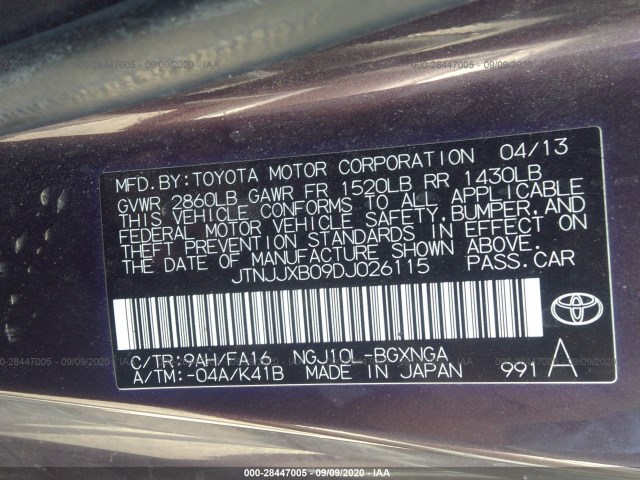 000-28447005 - 09/09/2020 - IAA
MFD.BY:TOYOTA MOTOR CORPORATION 04/13
GVWR 2860LB GAWR FR 1520LB RR 1430LB
THIS VEHICLE CONFORMS TO ALL APPLICABLE
FEDERAL MOTOR VEHICLE SAFETY,BUMPER,AND
THEFT PREVENTION STANDARDS IN EFFECT ON
THE DATE OF MANUFACTURE SHOWN ABOVE.
JTNJJXB09DJ026115 PASS.CAR
C/TR:9AH/FA16 NGJ10L-BGXNGA
A/TM:-04A/K41B MADE IN JAPAN 991 A
000-28447005 - 09/09/2020 - IAA